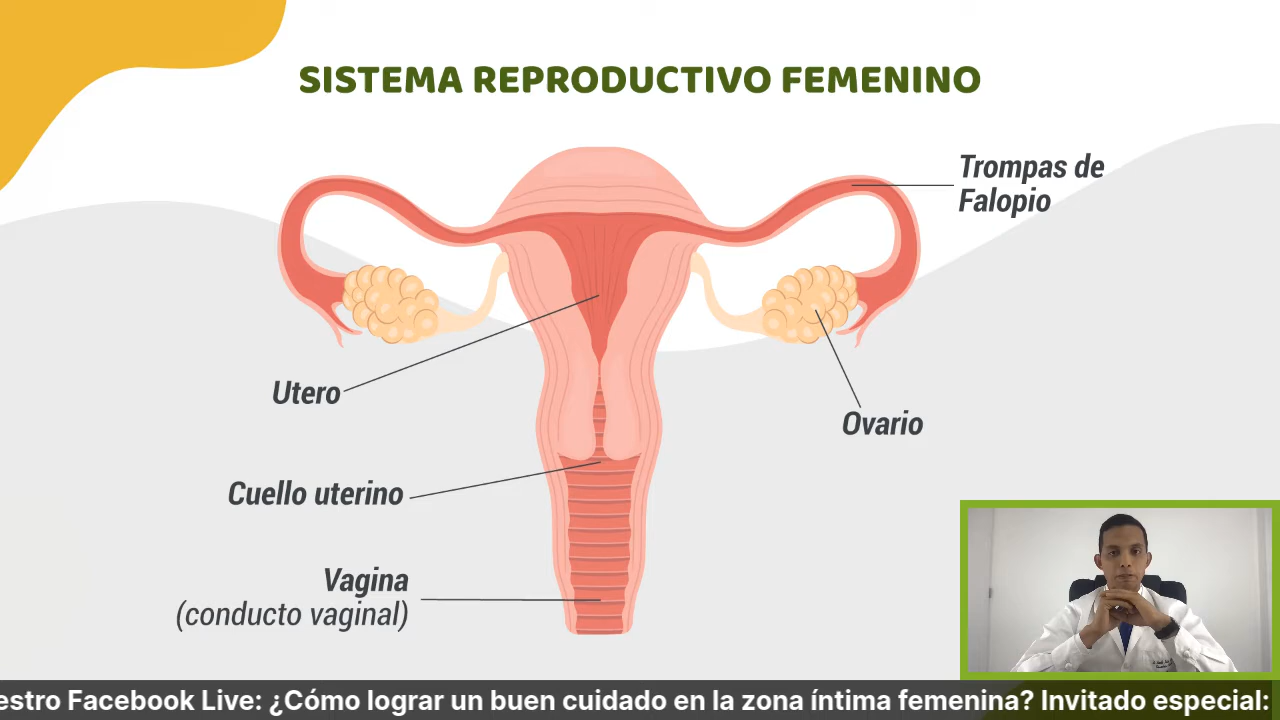 SISTEMA REPRODUCTIVO FEMENINO
Trompas de
Falopio
Utero
Ovario
Cuello uterino
Vagina
(conducto vaginal)
estro Facebook Live: ¿Cómo lograr un buen cuidado en la zona íntima femenina? Invitado especial: